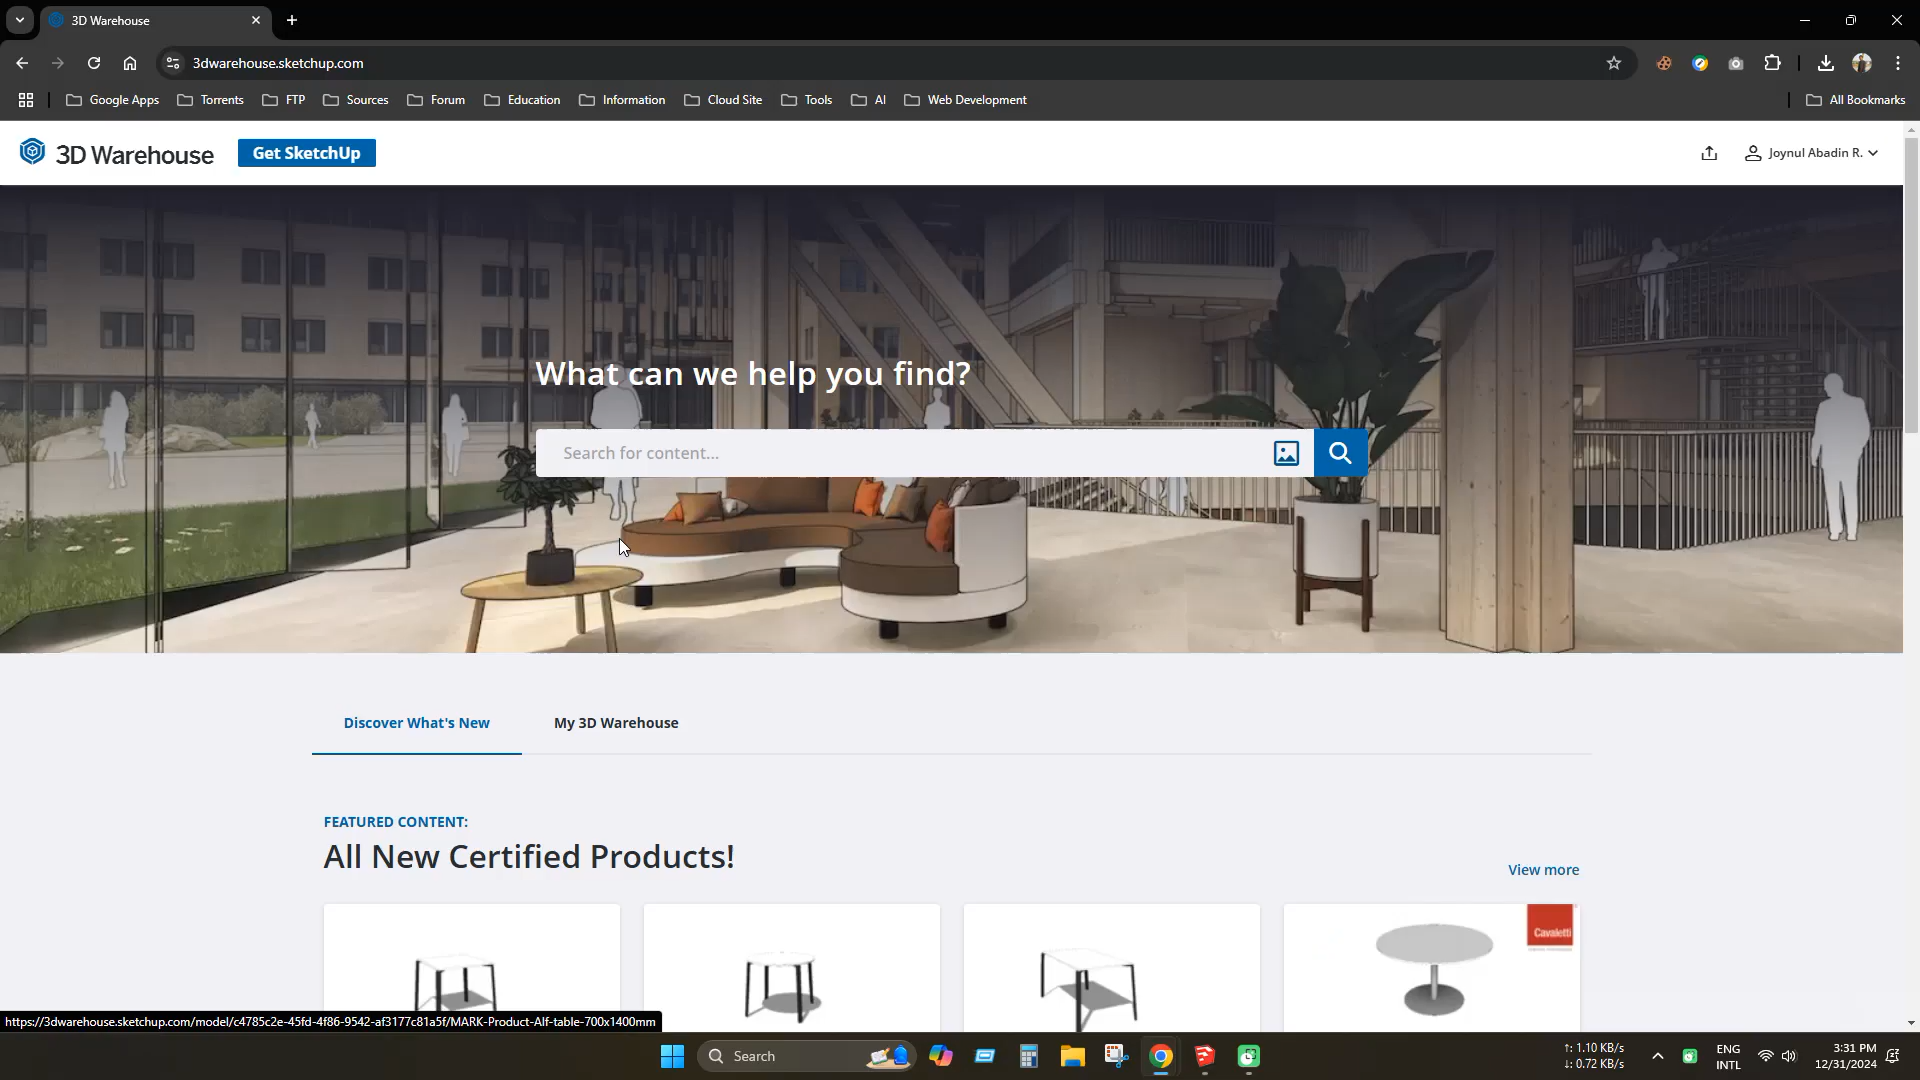 3D Warehouse
3dwarehouse.sketchup.com
Google Apps
Torrents
FTP
Sources
Forum
Education
Information
Cloud Site
Tools
AI
Web Development
All Bookmarks
3D Warehouse
Get SketchUp
Joynul Abadin R.
What can we help you find?
Search for content...
Discover What's New
My 3D Warehouse
FEATURED CONTENT:
All New Certified Products!
View more
Cavaletti
https://3dwarehouse.sketchup.com/model/c4785c2e-45fd-4f86-9542-af3177c81a5f/MARK-Product-Alf-table-700x1400mm
Search
↑: 1.10 KB/s
↓: 0.72 KB/s
ENG
INTL
3:31 PM
12/31/2024